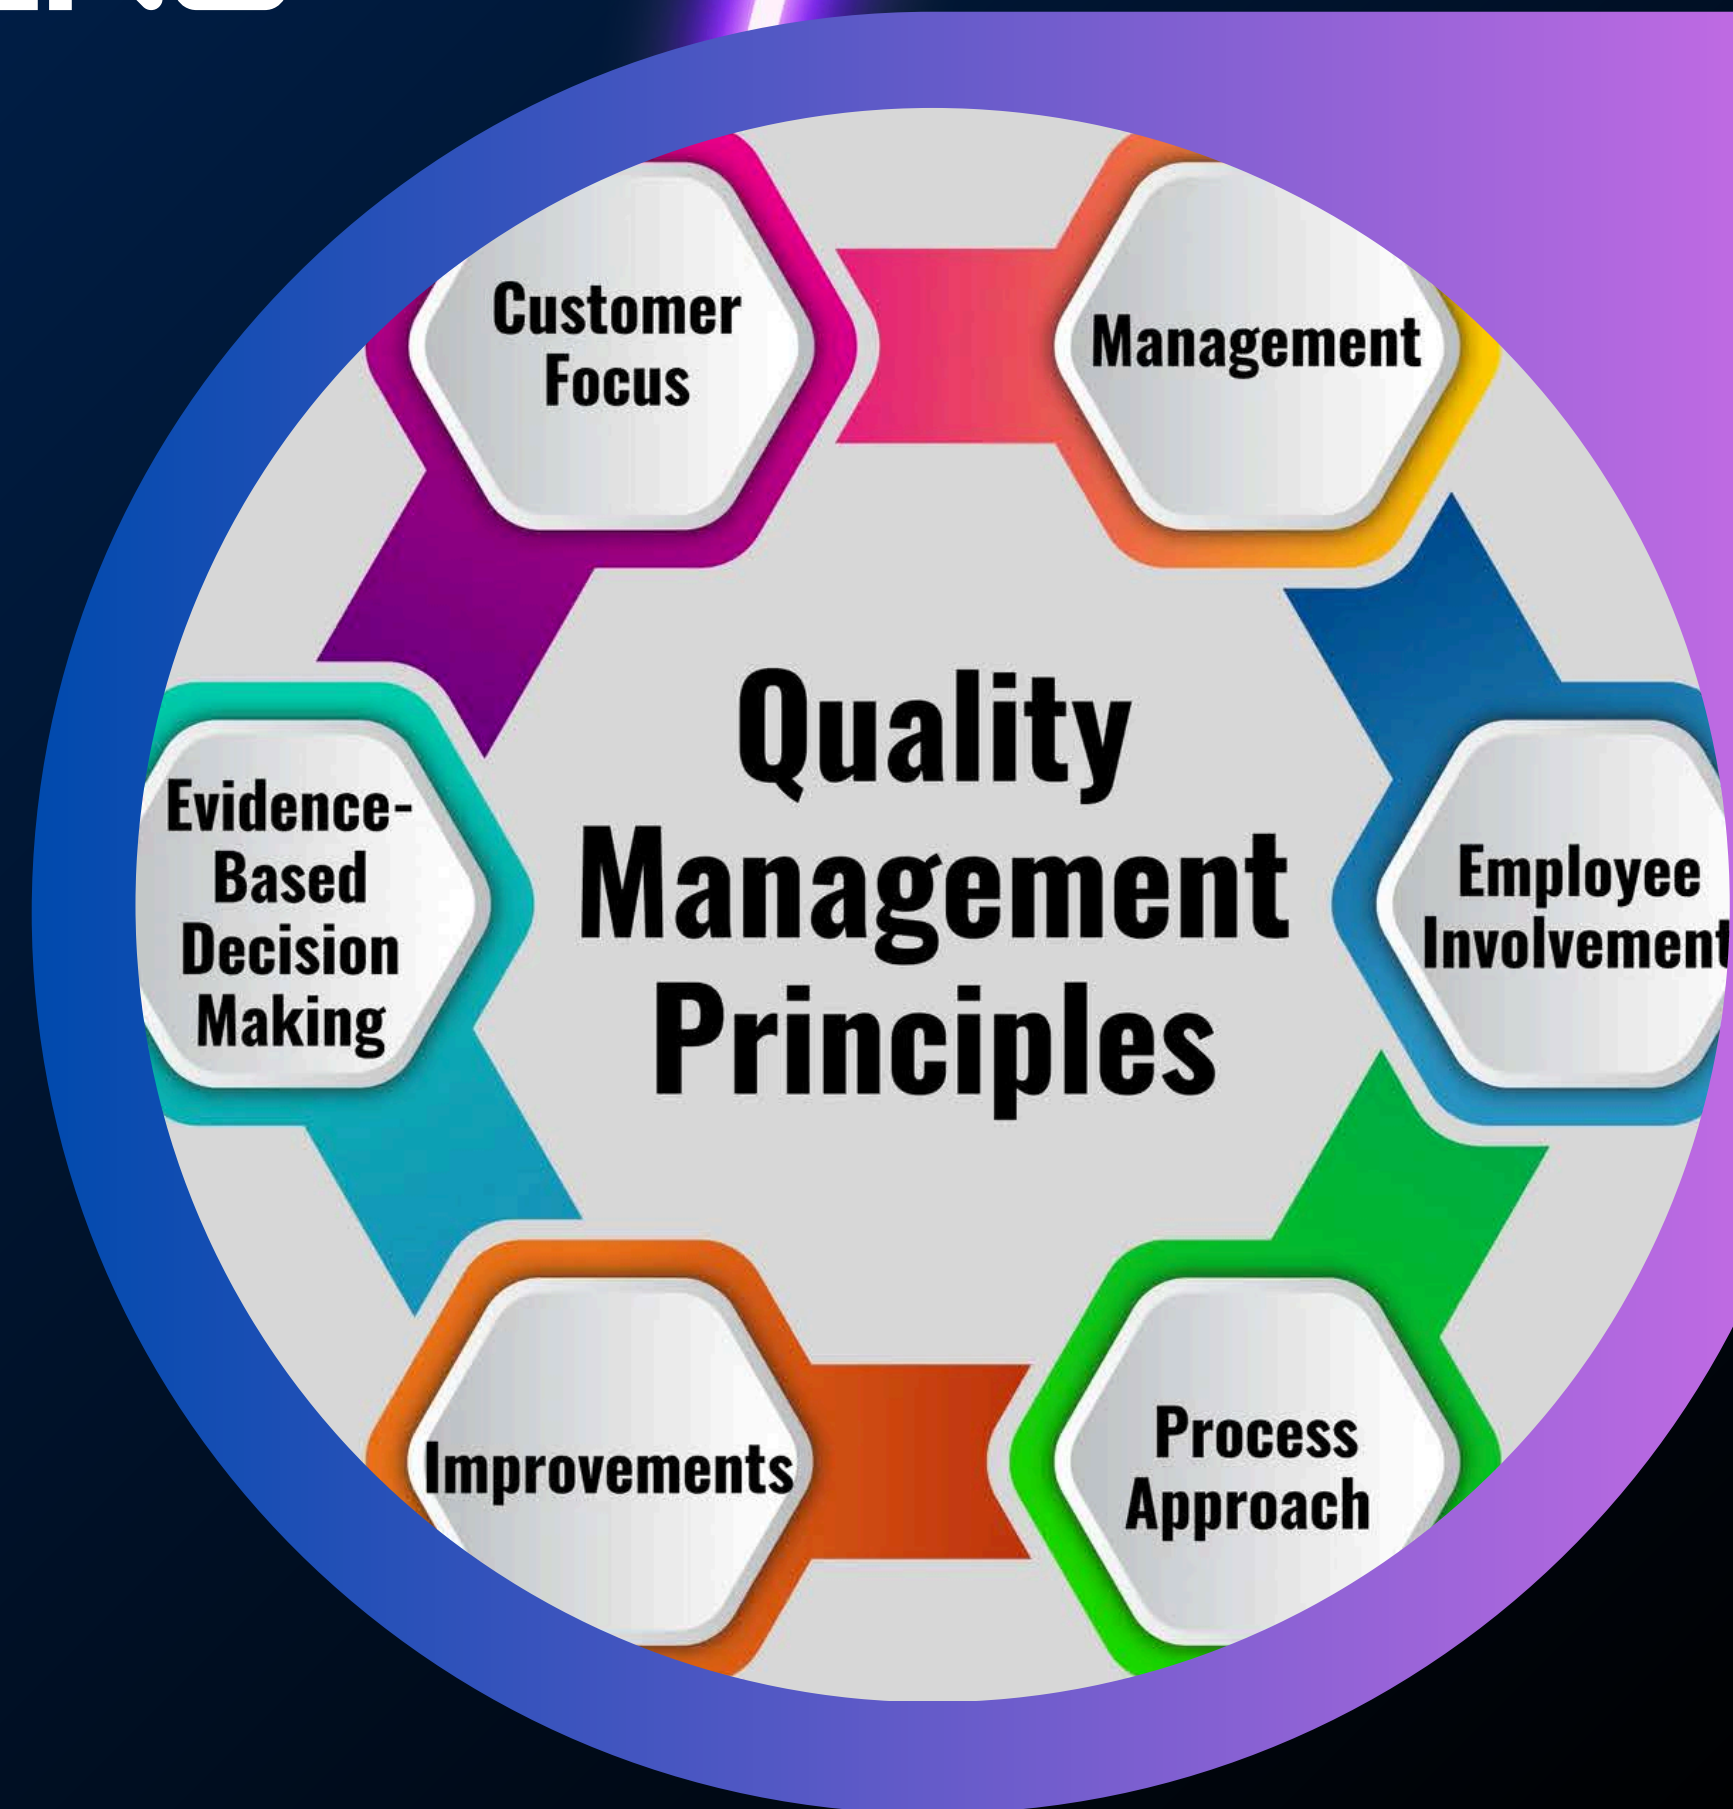 Customer
Focus
Management
Quality
Management
Principles
Evidence-
Based
Decision
Making
Employee
Involvement
Improvements
Process
Approach